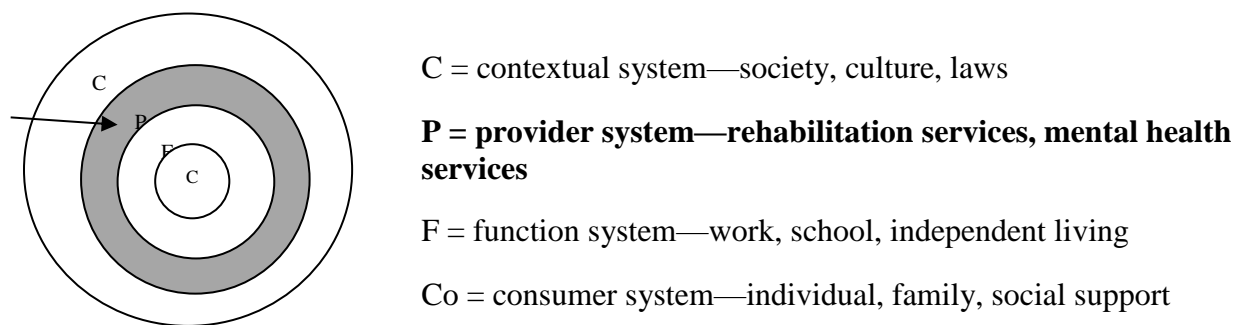 C
C = contextual system—society, culture, laws
P
P = provider system—rehabilitation services, mental health
services
F
C
F = function system—work, school, independent living
Co = consumer system—individual, family, social support